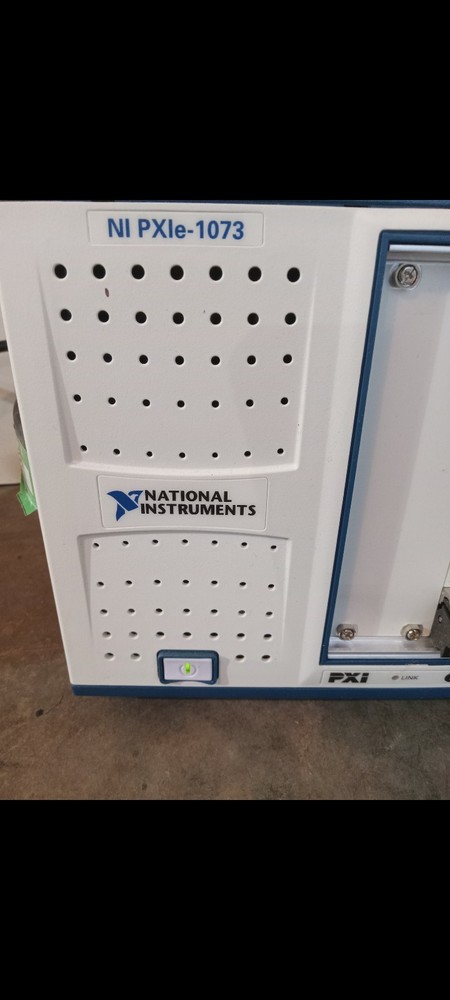 NI PXIe-1073
NATIONAL
INSTRUMENTS
PXI
LINK